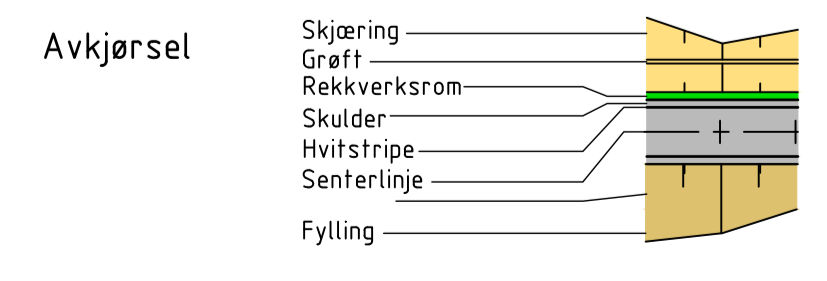 Avkjørsel
Skjæring
Grøft
Rekkverksrom
Skulder
Hvitstripe
Senterlinje
Fylling